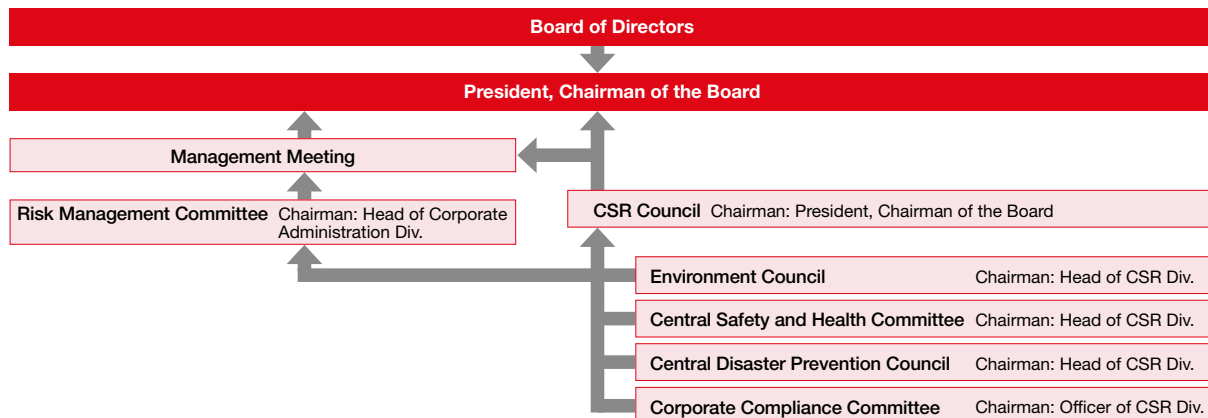 Board of Directors
President, Chairman of the Board
Management Meeting
Risk Management Committee Chairman: Head of Corporate
Administration Div.
CSR Council Chairman: President, Chairman of the Board
Environment Council Chairman: Head of CSR Div.
Central Safety and Health Committee Chairman: Head of CSR Div.
Central Disaster Prevention Council Chairman: Head of CSR Div.
Corporate Compliance Committee Chairman: Officer of CSR Div.